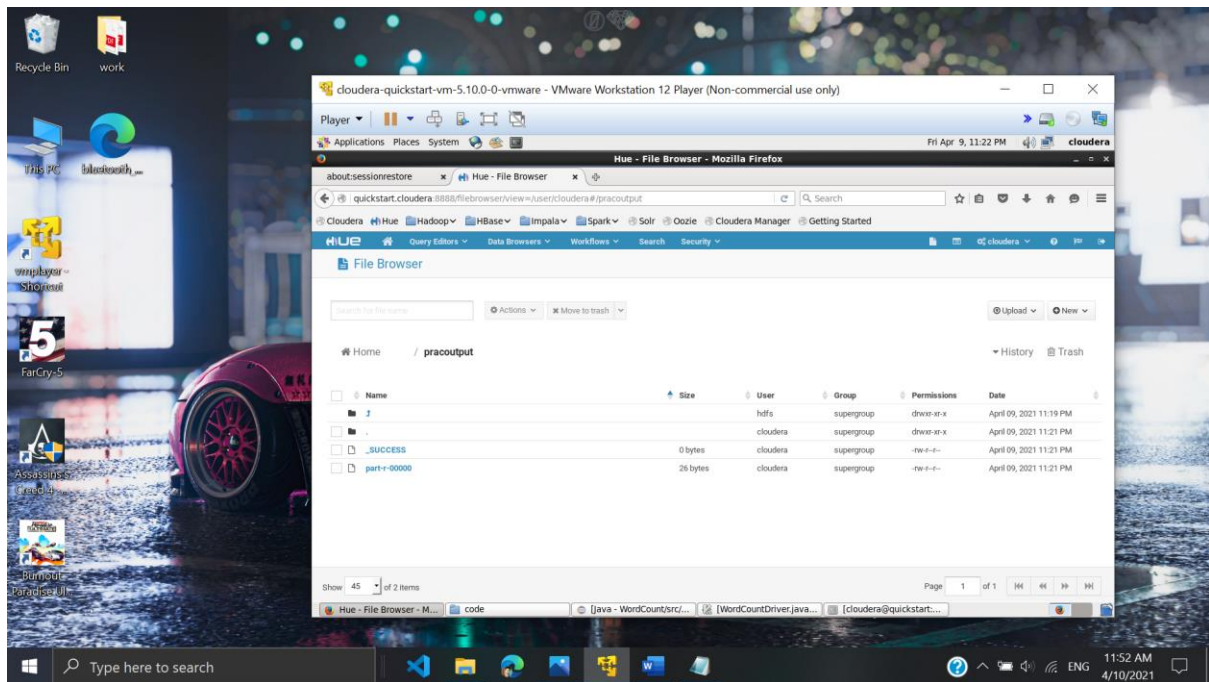 Recycle Bin
work
This PC
bluetooth_...
vmplayer -
Shortcut
5
FarCry-5
Assassins
Creed 4
Burnout
Paradise Ul...
cloudera-quickstart-vm-5.10.0-0-vmware - VMware Workstation 12 Player (Non-commercial use only)
Player
Applications Places System Fri Apr 9, 11:22 PM cloudera
Hue - File Browser - Mozilla Firefox
about:sessionrestore x Hue - File Browser x
quickstart.cloudera:8888/filebrowser/view=/user/cloudera#/pracoutput Search
Cloudera Hue Hadoop HBase Impala Spark Solr Oozie Cloudera Manager Getting Started
HUE Query Editors Data Browsers Workflows Search Security cloudera
File Browser
Search for file name Actions Move to trash Upload New
Home / pracoutput History Trash
Name Size User Group Permissions Date
hdfs supergroup drwxr-xr-x April 09, 2021 11:19 PM
. cloudera supergroup drwxr-xr-x April 09, 2021 11:21 PM
_SUCCESS 0 bytes cloudera supergroup -rw-r--r-- April 09, 2021 11:21 PM
part-r-00000 26 bytes cloudera supergroup -rw-r--r-- April 09, 2021 11:21 PM
Show 45 of 2 items Page 1 of 1
Hue - File Browser - M... code [Java - WordCount/src/... [WordCountDriver.java... [cloudera@quickstart:...
Type here to search ENG 11:52 AM
4/10/2021